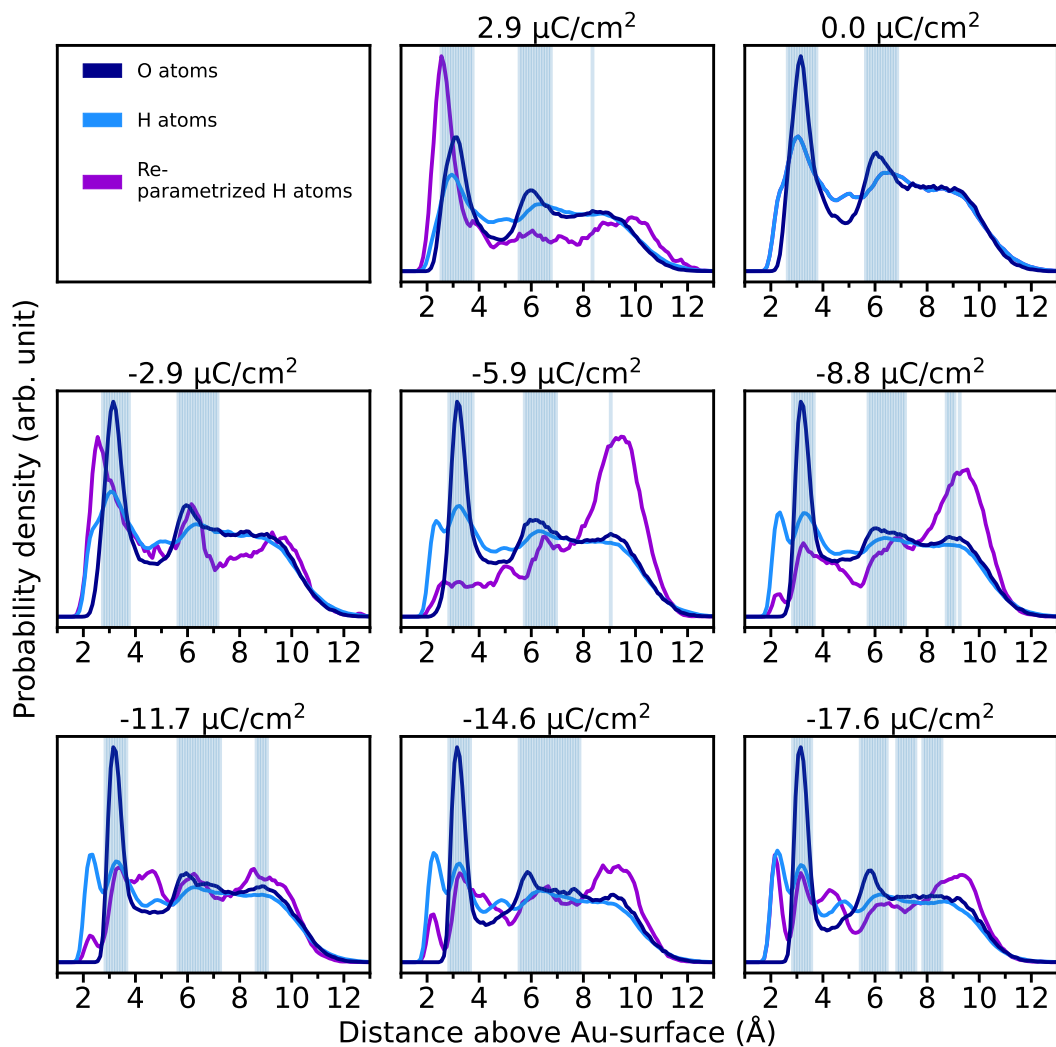 2.9 μC/cm²
0.0 μC/cm²
O atoms
H atoms
Re-
parametrized H atoms
2 4 6 8 10 12
2 4 6 8 10 12
Probability density (arb. unit)
-2.9 μC/cm²
-5.9 μC/cm²
-8.8 μC/cm²
2 4 6 8 10 12
2 4 6 8 10 12
2 4 6 8 10 12
-11.7 μC/cm²
-14.6 μC/cm²
-17.6 μC/cm²
2 4 6 8 10 12
2 4 6 8 10 12
2 4 6 8 10 12
Distance above Au-surface (Å)